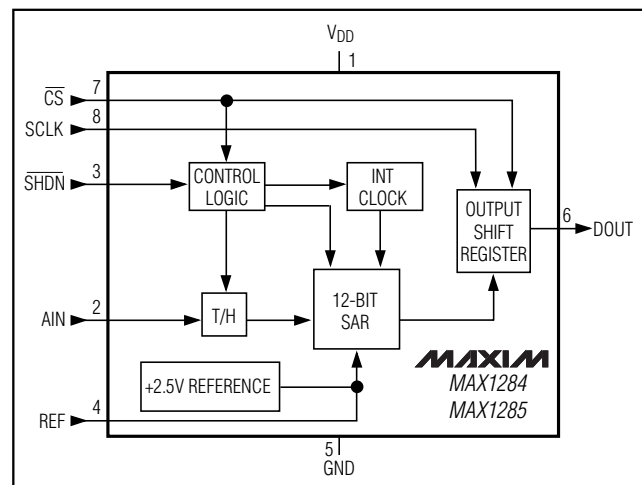 VDD
1
CS
7
SCLK
8
SHDN
3
CONTROL
LOGIC
INT
CLOCK
OUTPUT
SHIFT
REGISTER
6
DOUT
AIN
2
T/H
12-BIT
SAR
+2.5V REFERENCE
MAXIM
MAX1284
MAX1285
REF
4
5
GND